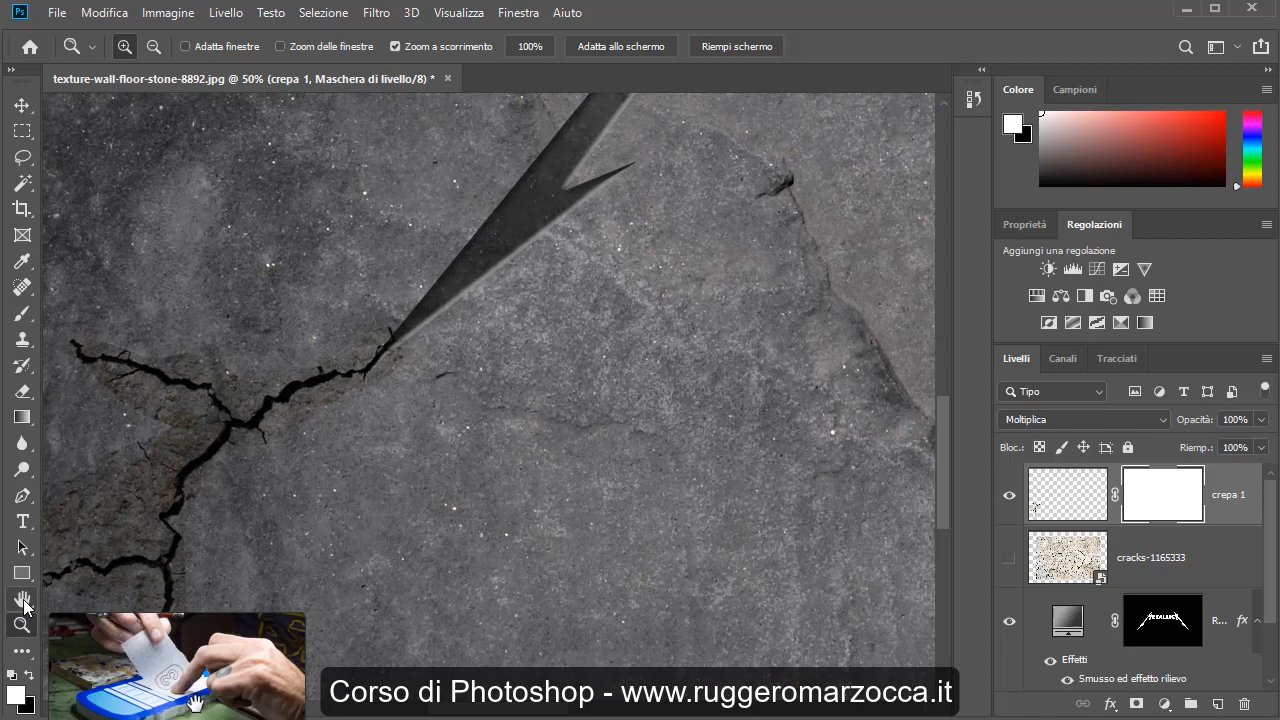 Ps File Modifica Immagine Livello Testo Selezione Filtro 3D Visualizza Finestra Aiuto
Adatta finestre Zoom delle finestre Zoom a scorrimento 100% Adatta allo schermo Riempi schermo
texture-wall-floor-stone-8892.jpg @ 50% (crepa 1, Maschera di livello/8) *
Colore Campioni
Proprietà Regolazioni
Aggiungi una regolazione
Livelli Canali Tracciati
Tipo
Moltiplica Opacità: 100%
Bloc.: Riemp.: 100%
crepa 1
cracks-1165333
METALLICA R... fx
Effetti
Smusso ed effetto rilievo
Corso di Photoshop - www.ruggeromarzocca.it